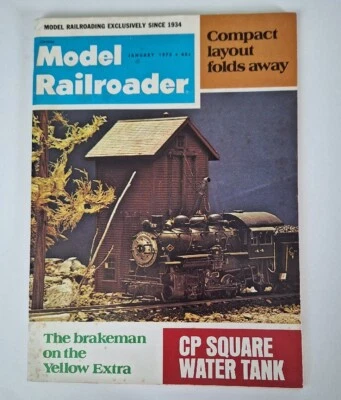 MODEL RAILROADING EXCLUSIVELY SINCE 1934
Model
Railroader
JANUARY
Compact
layout
folds away
The brakeman
on the
Yellow Extra
CP SQUARE
WATER TANK